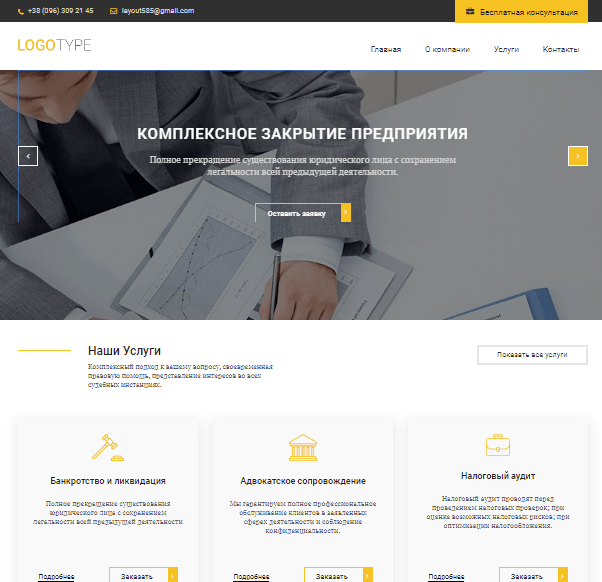 +38 (096) 309 21 45 layout585@gmail.com Бесплатная консультация
LOGOTYPE
Главная О компании Услуги Контакты
КОМПЛЕКСНОЕ ЗАКРЫТИЕ ПРЕДПРИЯТИЯ
Полное прекращение существования юридического лица с сохранением
легальности всей предыдущей деятельности.
Оставить заявку
Наши Услуги
Комплексный подход к вашему вопросу, своевременная
правовую помощь, представление интересов во всех
судебных инстанциях.
Показать все услуги
Банкротство и ликвидация
Полное прекращение существования
юридического лица с сохранением
легальности всей предыдущей деятельности
Подробнее Заказать
Адвокатское сопровождение
Мы гарантируем полное профессиональное
обслуживание клиентов в заявленных
сферах деятельности и соблюдение
конфиденциальности.
Подробнее Заказать
Налоговый аудит
Налоговый аудит проводят перед
проведением налоговых проверок; при
оценке возможных налоговых рисков; при
оптимизации налогообложения.
Подробнее Заказать